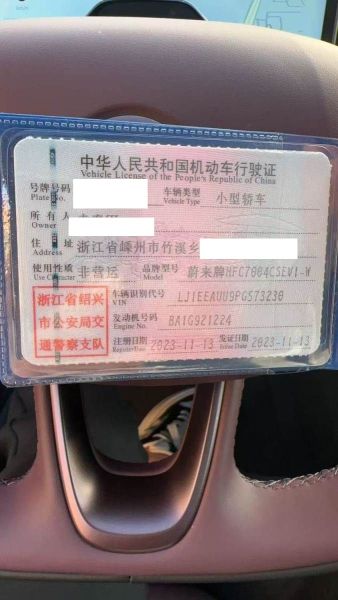 中华人民共和国机动车行驶证
Vehicle License of the People's Republic of China
号牌号码
Plate No.
车辆类型 小型轿车
Vehicle Type
所 有 人
Owner
住 址 浙江省嵊州市竹溪乡
Address
使用性质 非营运 品牌型号 蔚来牌HFC7004CSEV1-W
Use Character Model
浙江省绍兴
市公安局交
通警察支队
车辆识别代号 LJ1EEAUU9PG573230
VIN
发动机号码 BA1G921224
Engine No.
注册日期 2023-11-13 发证日期 2023-11-13
Register Date Issue Date